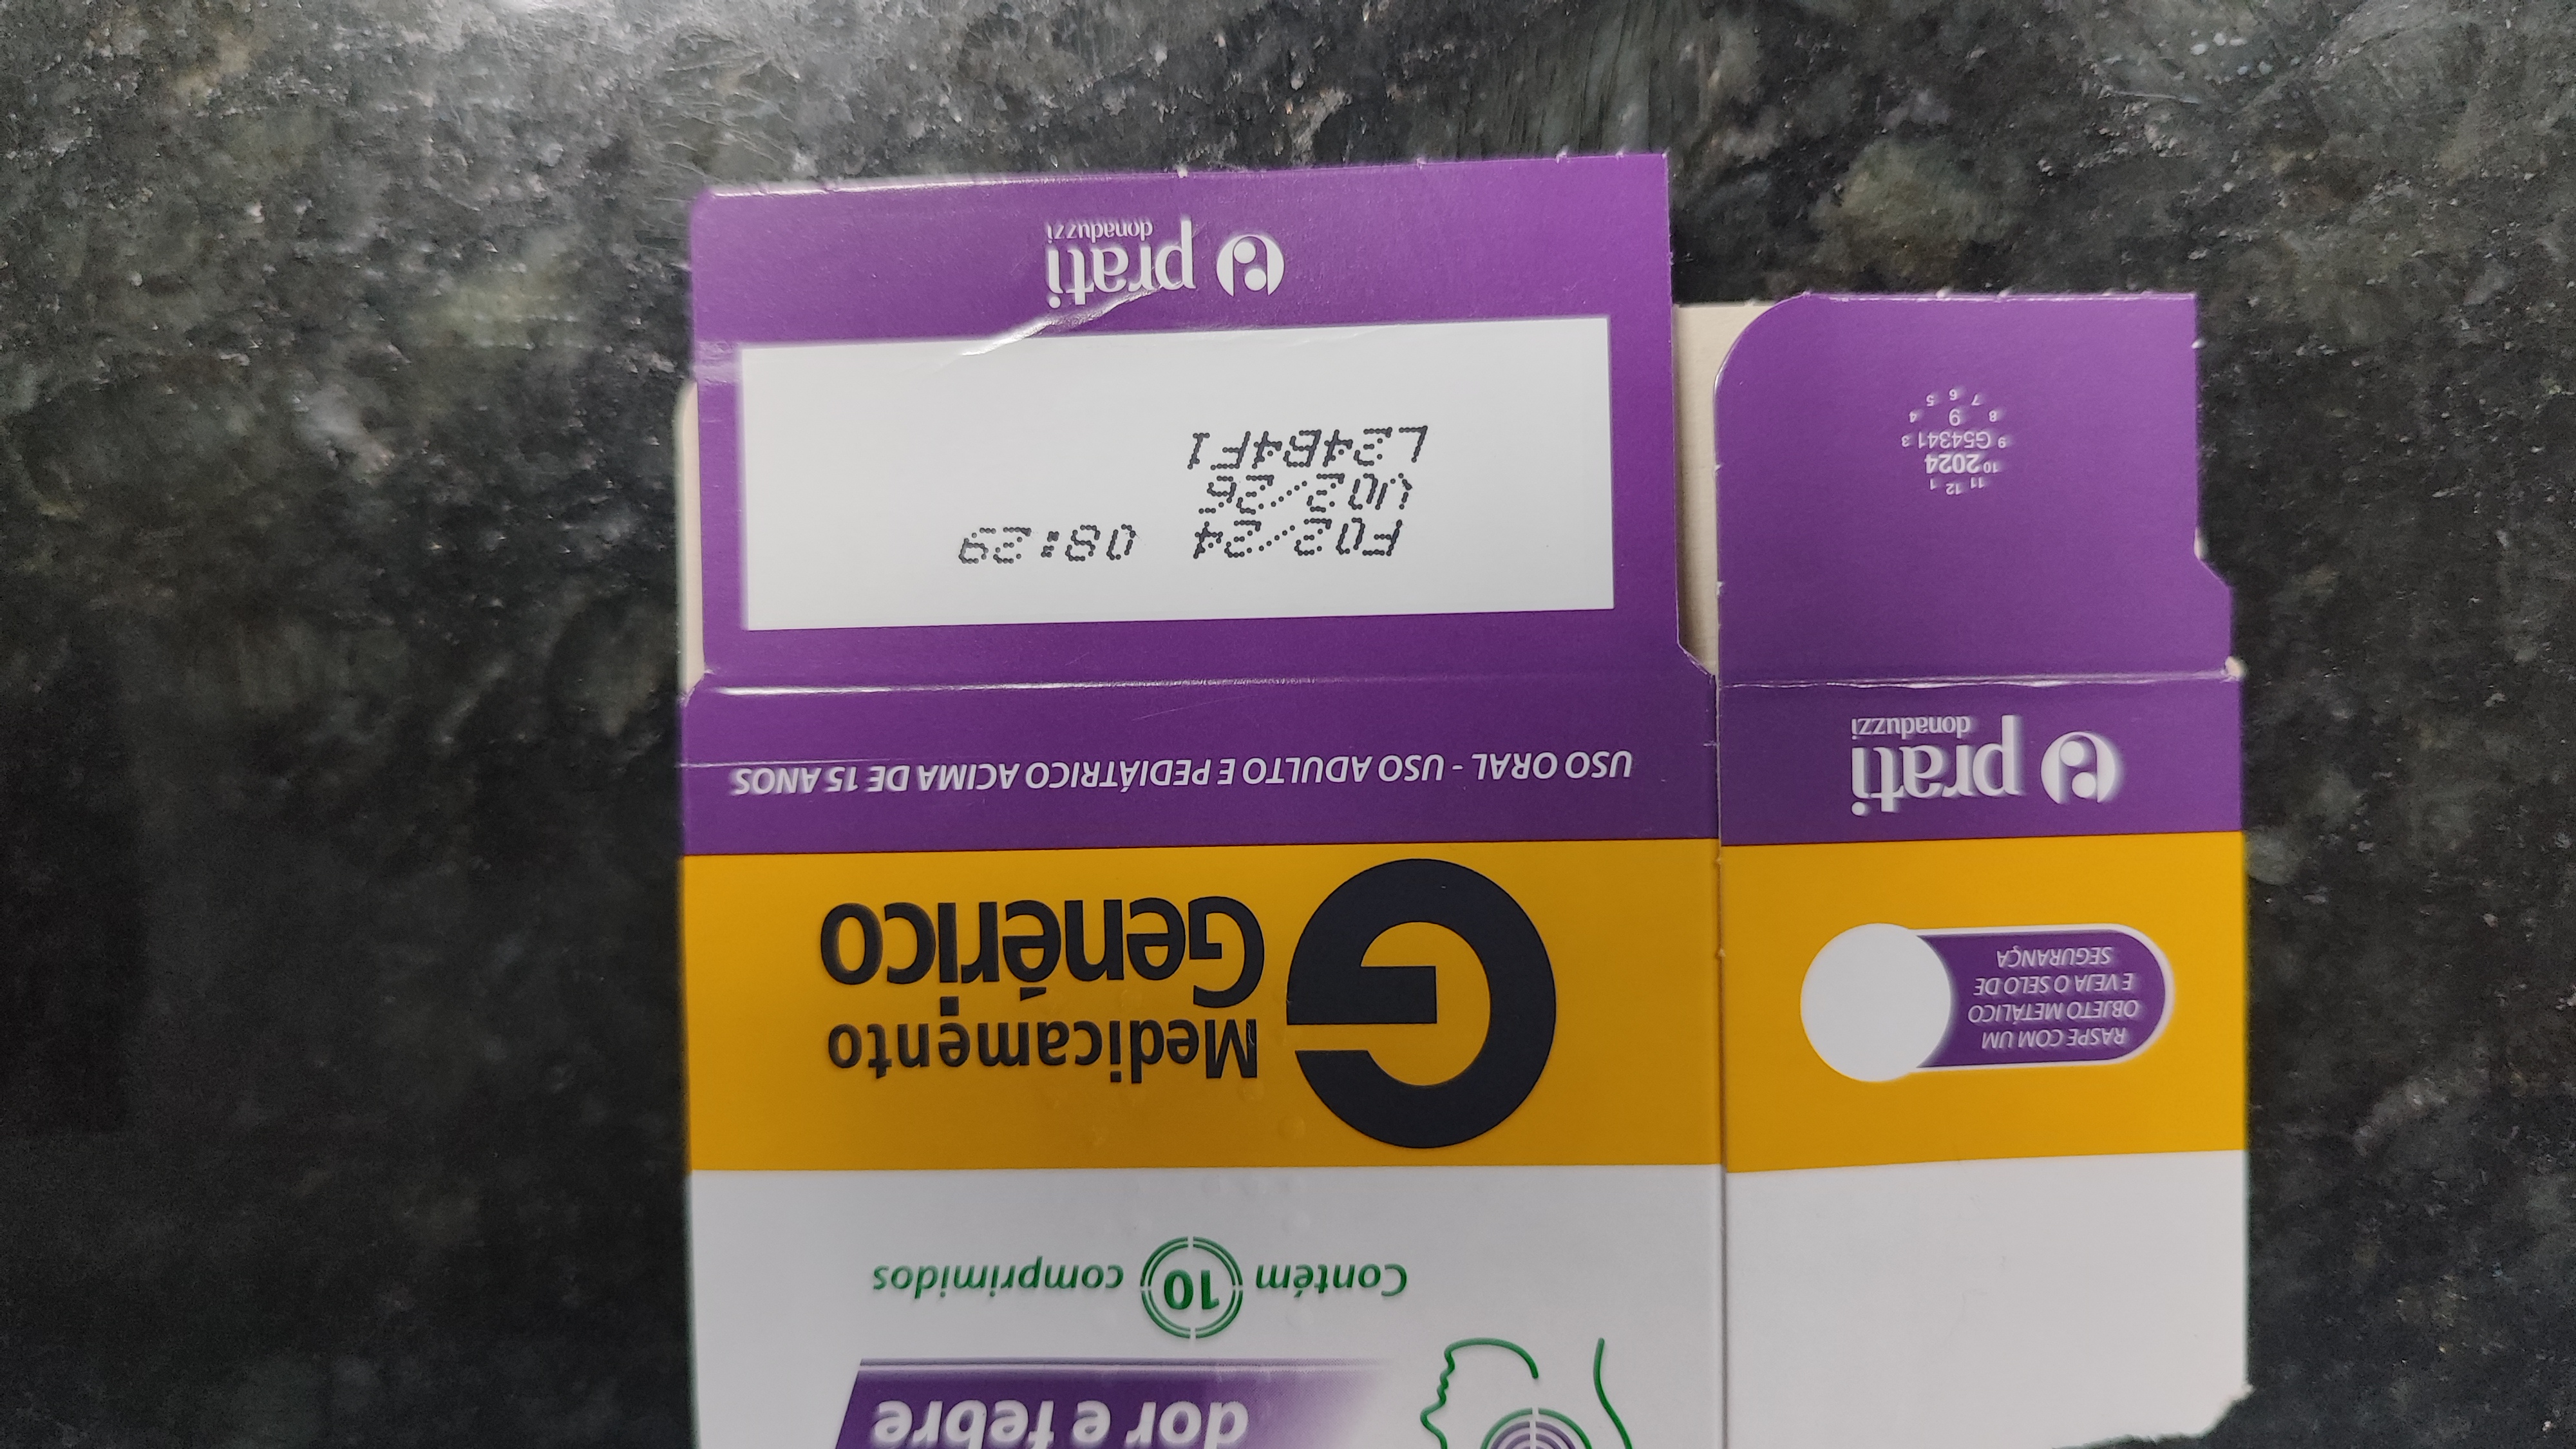 dor e febre
Contém 10 comprimidos
RASPE COM UM
OBJETO METÁLICO
E VEJA O SELO DE
SEGURANÇA
G Medicamento
Genérico
prati
donaduzzi
USO ORAL - USO ADULTO E PEDIÁTRICO ACIMA DE 15 ANOS
11 12 1
10 2024
9 G54341 3
8 9 4
7 6 5
F02/24 08:29
V02/26
L24B4F1
prati
donaduzzi